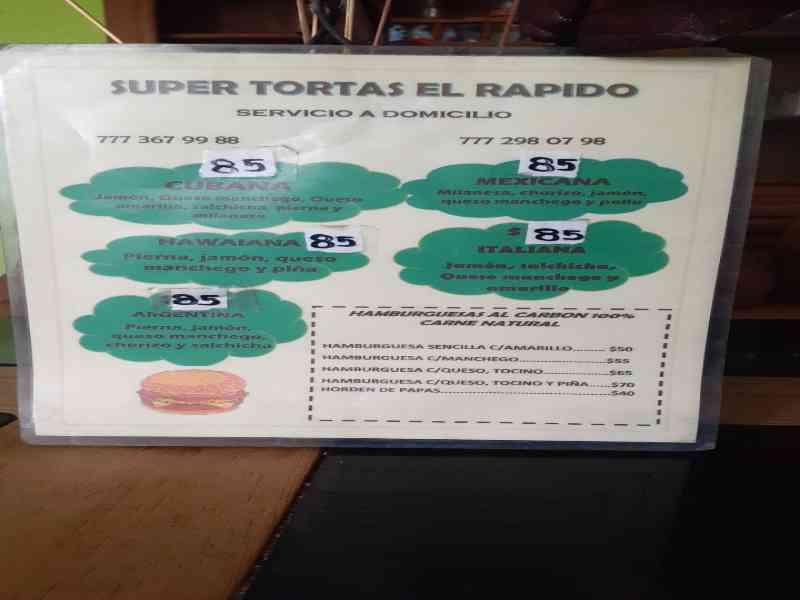 SUPER TORTAS EL RAPIDO
SERVICIO A DOMICILIO
777 367 99 88
777 298 07 98
85
CUBANA
Jamón, Queso manchego, Queso
amarillo, salchicha, pierna y
milanesa
85
MEXICANA
Milanesa, chorizo, jamón,
queso manchego y pollo
HAWAIANA 85
Pierna, jamón, queso
manchego y piña
$ 85
ITALIANA
Jamón, salchicha,
Queso manchego y
amarillo
85
ARGENTINA
Pierna, jamón,
queso manchego,
chorizo y salchicha
HAMBURGUESAS AL CARBON 100%
CARNE NATURAL
HAMBURGUESA SENCILLA C/AMARILLO........ $50
HAMBURGUESA C/MANCHEGO......................$55
HAMBURGUESA C/QUESO, TOCINO.................$65
HAMBURGUESA C/QUESO, TOCINO Y PIÑA.....$70
HORDEN DE PAPAS...........................................$40